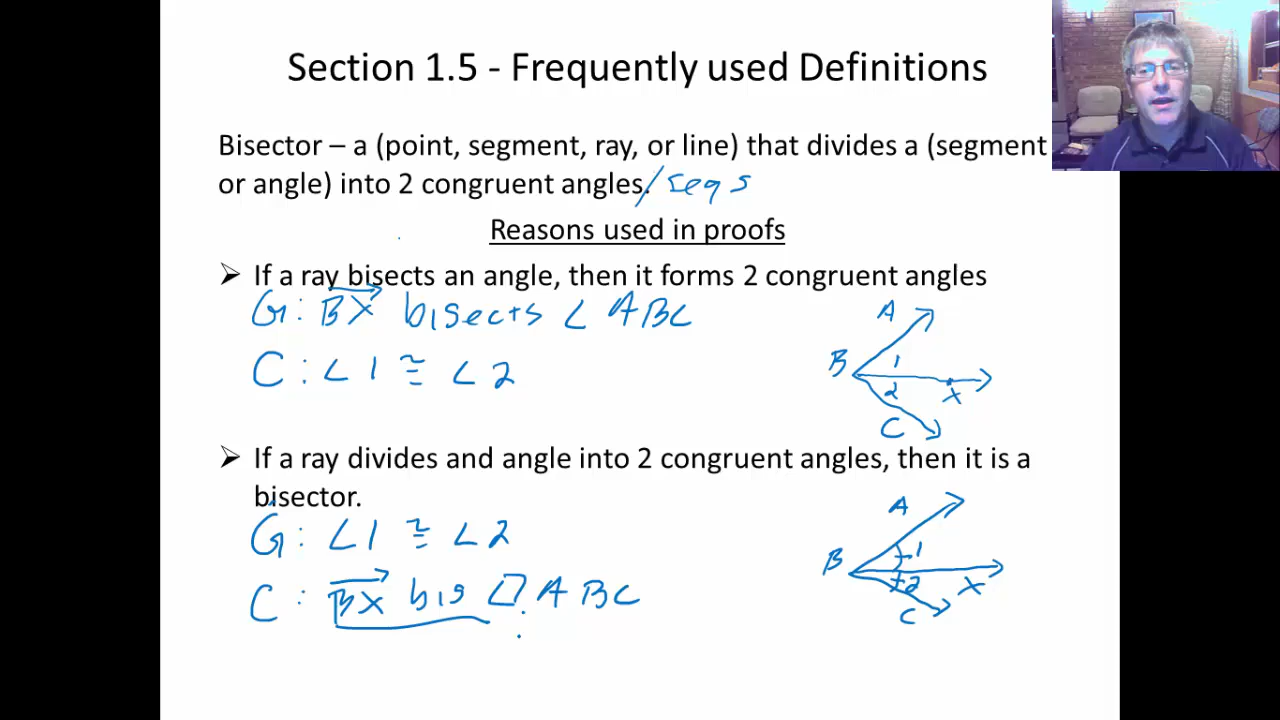 Section 1.5 - Frequently used Definitions
Bisector – a (point, segment, ray, or line) that divides a (segment
or angle) into 2 congruent angles./segs
Reasons used in proofs
➢ If a ray bisects an angle, then it forms 2 congruent angles
G: BX bisects ∠ ABC
C: ∠1 ≅ ∠2
A
B
1
2
X
C
➢ If a ray divides and angle into 2 congruent angles, then it is a
bisector.
G: ∠1 ≅ ∠2
C: BX bis ∠ ABC
A
B
1
2
X
C